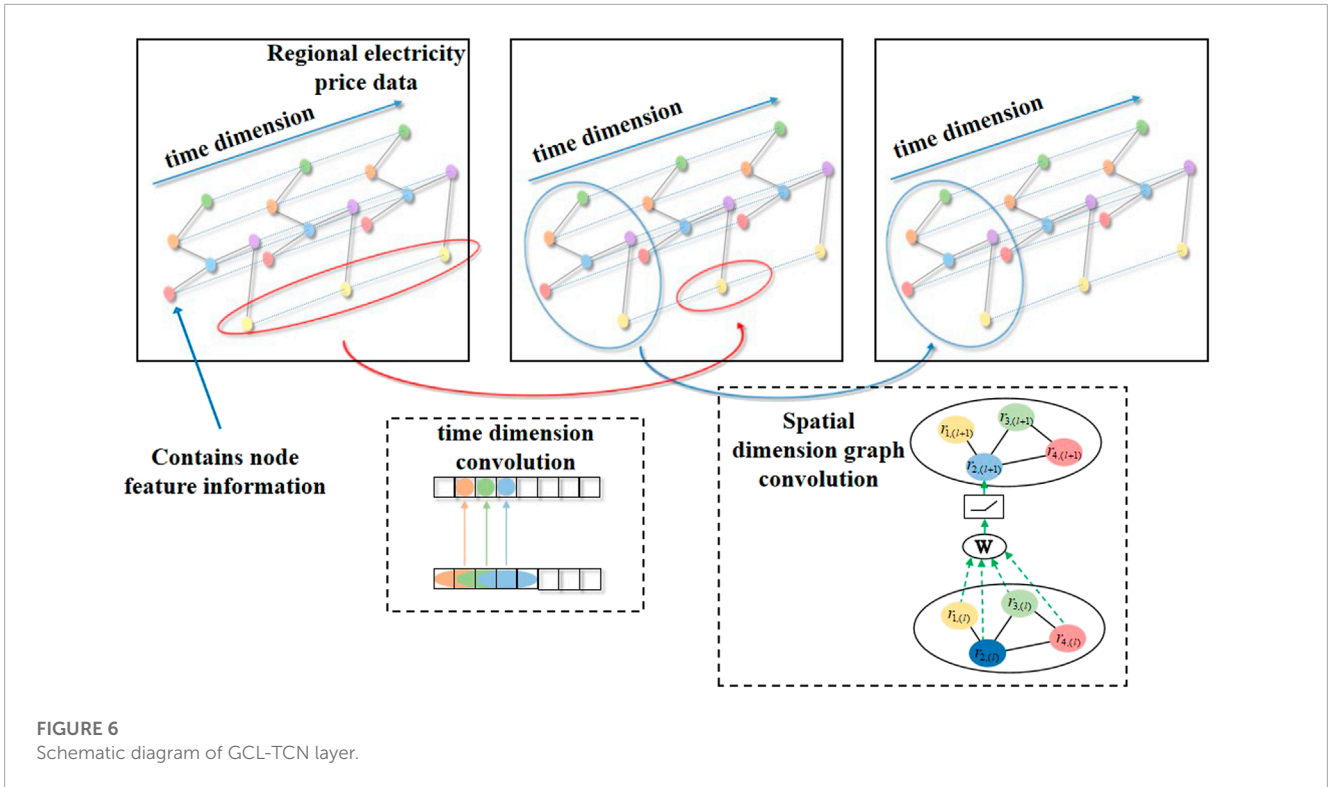 Regional electricity
price data
time dimension
time dimension
time dimension
Contains node
feature information
time dimension
convolution
Spatial
dimension graph
convolution
r1,(l+1)
r3,(l+1)
r2,(l+1)
r4,(l+1)
W
r1,(l)
r3,(l)
r2,(l)
r4,(l)
FIGURE 6
Schematic diagram of GCL-TCN layer.